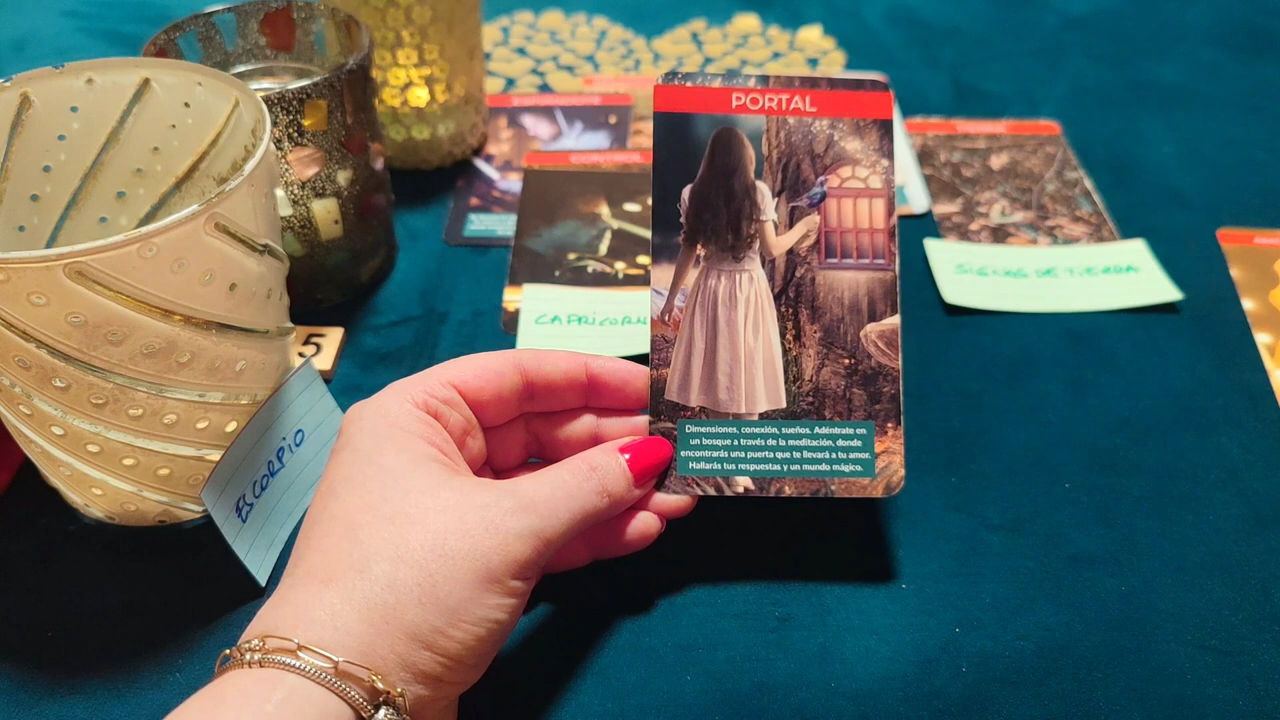 PORTAL
CONTROL
CAPRICORN
SIGNOS DE TIERRA
5
ESCORPIO
Dimensiones, conexión, sueños. Adéntrate en
un bosque a través de la meditación, donde
encontrarás una puerta que te llevará a tu amor.
Hallarás tus respuestas y un mundo mágico.